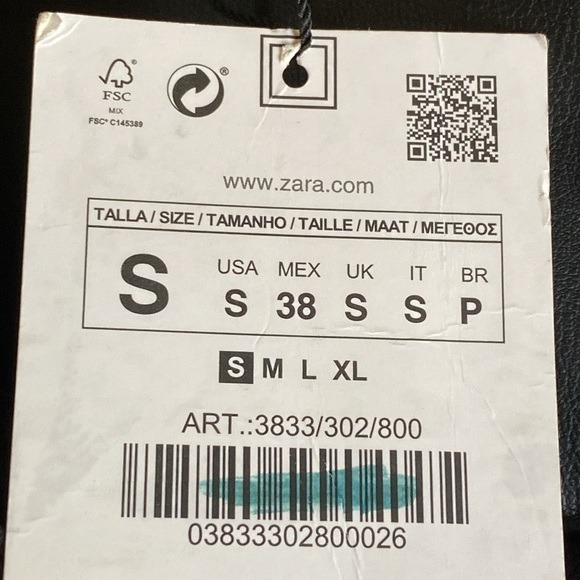 FSC
MIX
FSC® C145389
®
www.zara.com
TALLA / SIZE / TAMANHO / TAILLE / MAAT / ΜΕΓΕΘΟΣ
S
USA MEX UK IT BR
S 38 S S P
S M L XL
ART.:3833/302/800
03833302800026